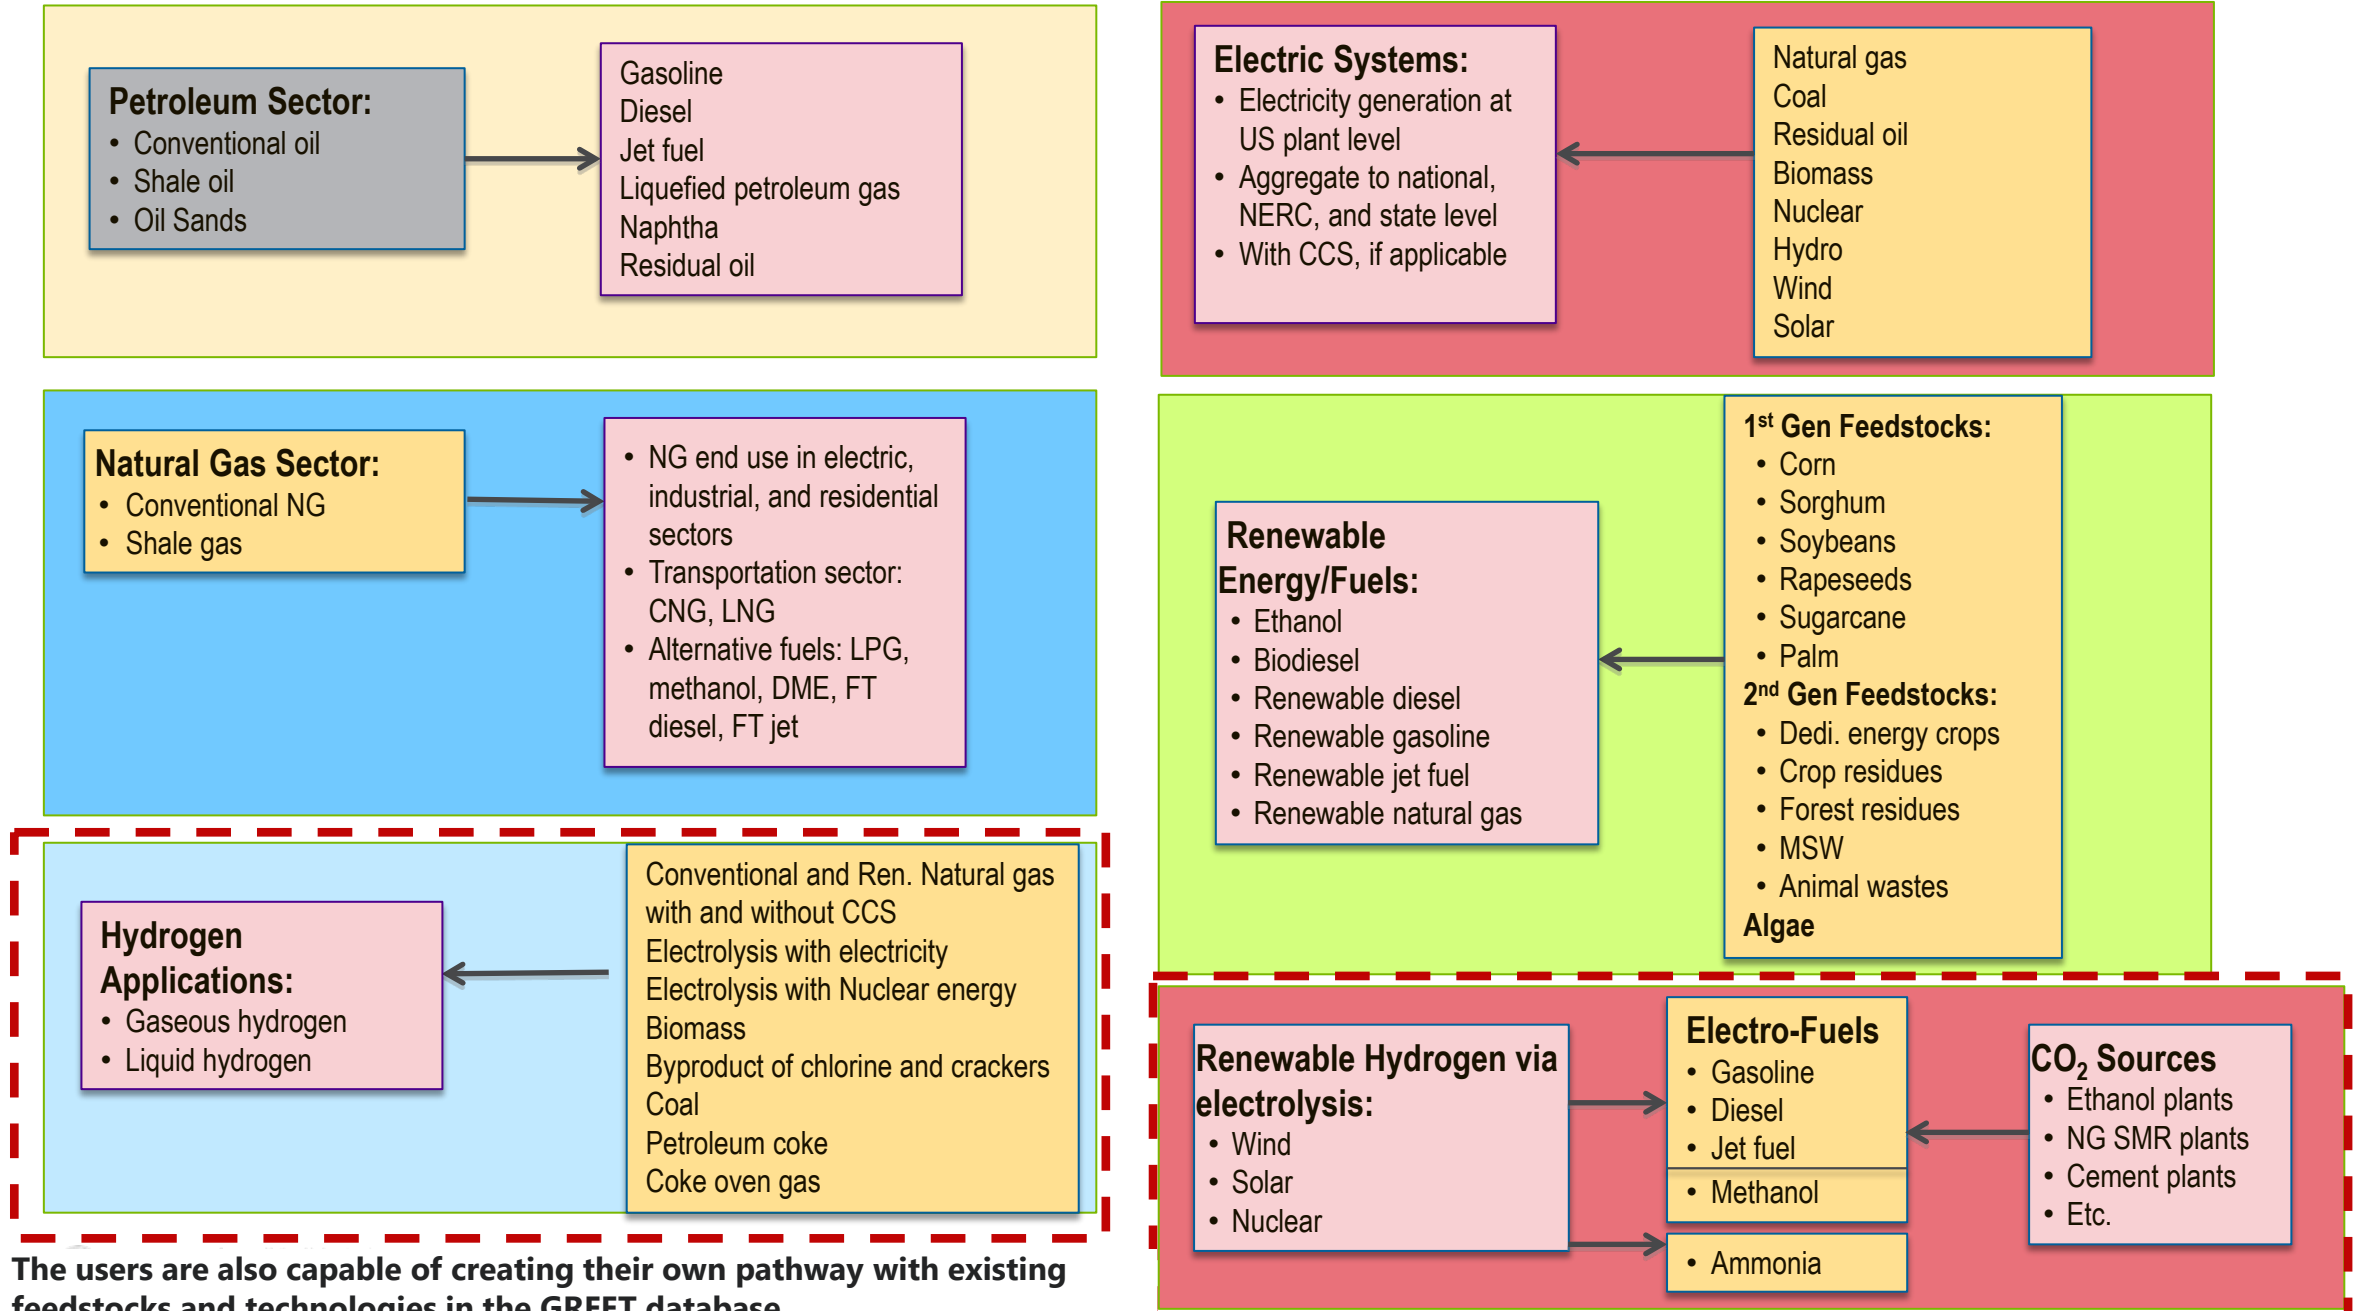 Petroleum Sector:
• Conventional oil
• Shale oil
• Oil Sands
Gasoline
Diesel
Jet fuel
Liquefied petroleum gas
Naphtha
Residual oil
Electric Systems:
• Electricity generation at
US plant level
• Aggregate to national,
NERC, and state level
• With CCS, if applicable
Natural gas
Coal
Residual oil
Biomass
Nuclear
Hydro
Wind
Solar
Natural Gas Sector:
• Conventional NG
• Shale gas
• NG end use in electric,
industrial, and residential
sectors
• Transportation sector:
CNG, LNG
• Alternative fuels: LPG,
methanol, DME, FT
diesel, FT jet
Renewable
Energy/Fuels:
• Ethanol
• Biodiesel
• Renewable diesel
• Renewable gasoline
• Renewable jet fuel
• Renewable natural gas
1st Gen Feedstocks:
• Corn
• Sorghum
• Soybeans
• Rapeseeds
• Sugarcane
• Palm
2nd Gen Feedstocks:
• Dedi. energy crops
• Crop residues
• Forest residues
• MSW
• Animal wastes
Algae
Hydrogen
Applications:
• Gaseous hydrogen
• Liquid hydrogen
Conventional and Ren. Natural gas
with and without CCS
Electrolysis with electricity
Electrolysis with Nuclear energy
Biomass
Byproduct of chlorine and crackers
Coal
Petroleum coke
Coke oven gas
Renewable Hydrogen via
electrolysis:
• Wind
• Solar
• Nuclear
Electro-Fuels
• Gasoline
• Diesel
• Jet fuel
• Methanol
• Ammonia
CO2 Sources
• Ethanol plants
• NG SMR plants
• Cement plants
• Etc.
The users are also capable of creating their own pathway with existing
feedstocks and technologies in the GREET database